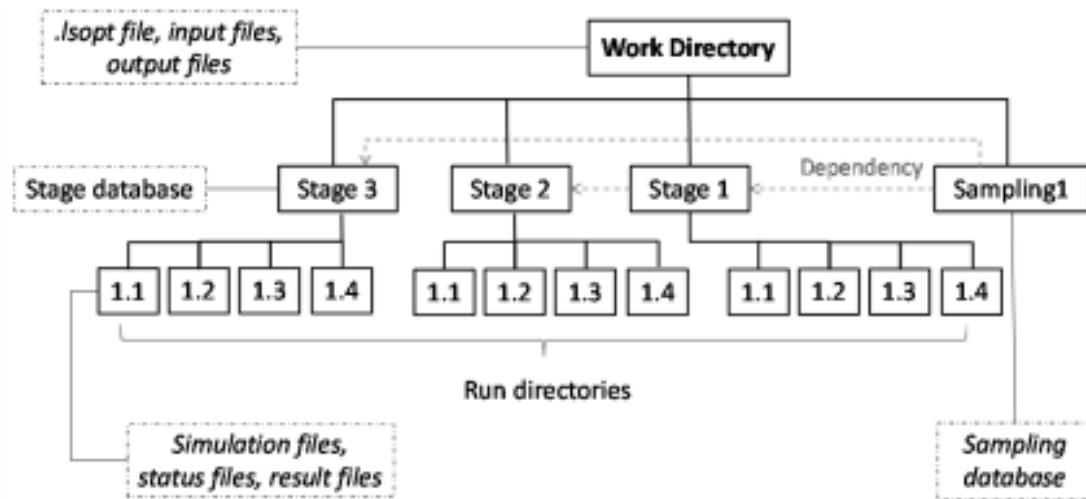 .lsopt file, input files,
output files
Work Directory
Dependency
Stage database
Stage 3
Stage 2
Stage 1
Sampling1
1.1 1.2 1.3 1.4
1.1 1.2 1.3 1.4
1.1 1.2 1.3 1.4
Run directories
Simulation files,
status files, result files
Sampling
database